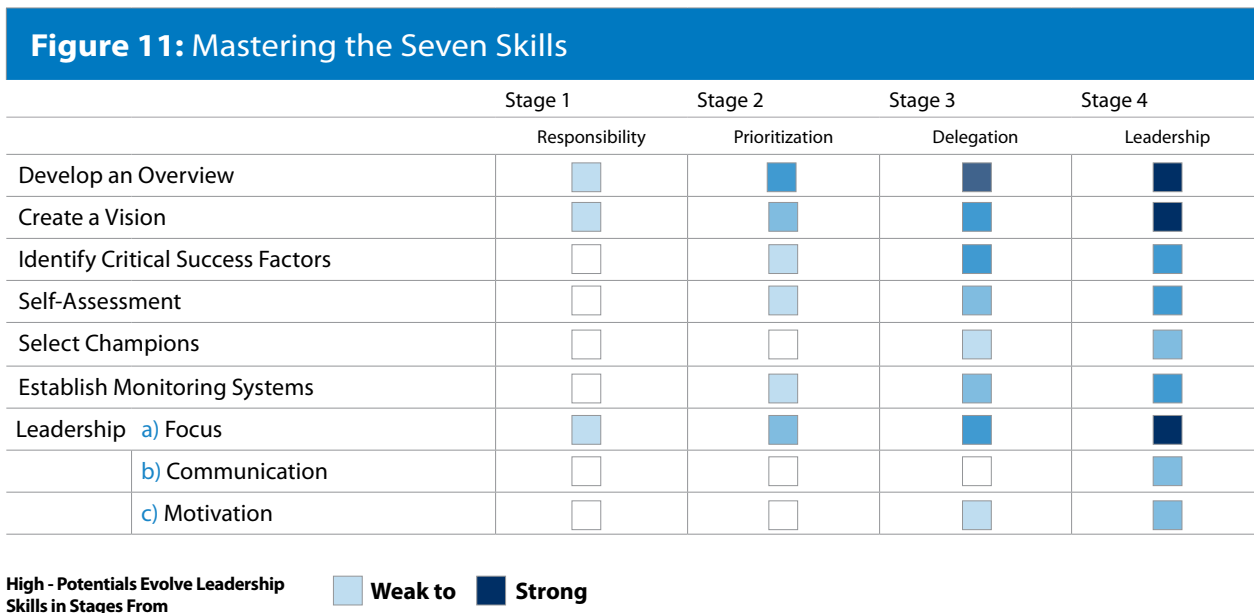 Figure 11: Mastering the Seven Skills
Stage 1 Stage 2 Stage 3 Stage 4
Responsibility Prioritization Delegation Leadership
Develop an Overview
Create a Vision
Identify Critical Success Factors
Self-Assessment
Select Champions
Establish Monitoring Systems
Leadership a) Focus
b) Communication
c) Motivation
High - Potentials Evolve Leadership
Skills in Stages From
Weak to Strong